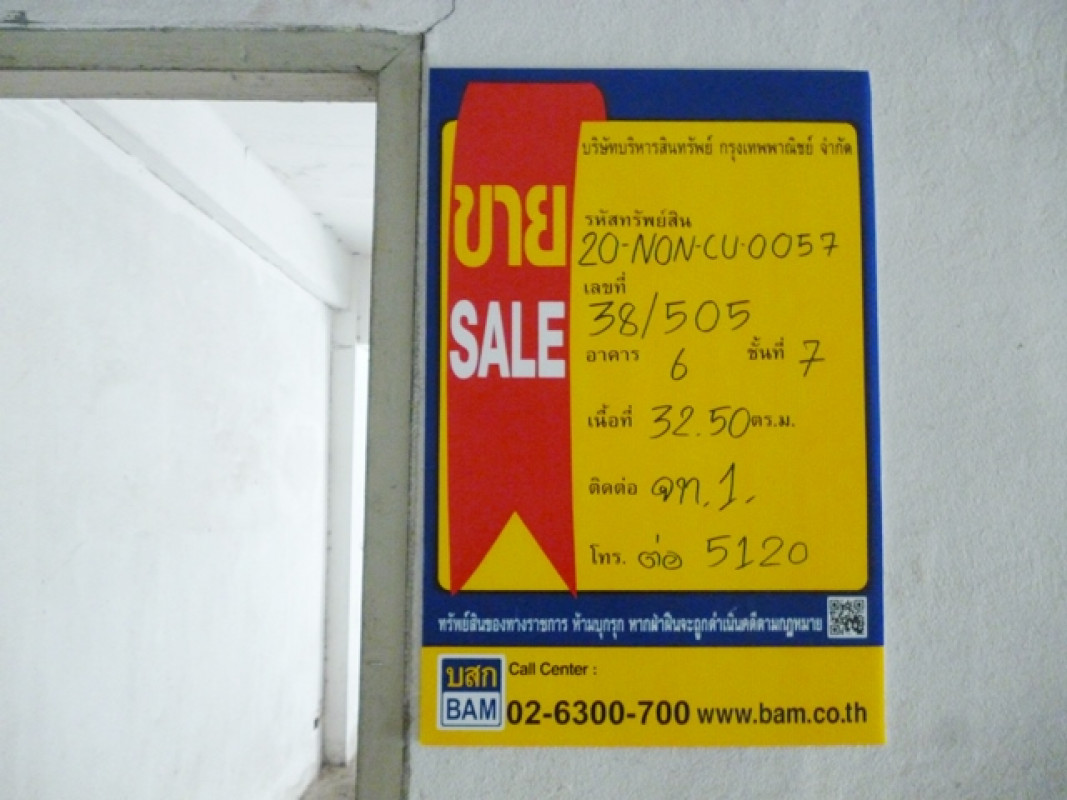 บริษัทบริหารสินทรัพย์ กรุงเทพพาณิชย์ จำกัด
ขาย
SALE
รหัสทรัพย์สิน
20-NON-CU-0057
เลขที่
38/505
อาคาร 6 ชั้นที่ 7
เนื้อที่ 32.50 ตร.ม.
ติดต่อ จท.1.
โทร. ต่อ 5120
ทรัพย์สินของทางราชการ ห้ามบุกรุก หากฝ่าฝืนจะถูกดำเนินคดีตามกฎหมาย
บสก
BAM
Call Center :
02-6300-700 www.bam.co.th